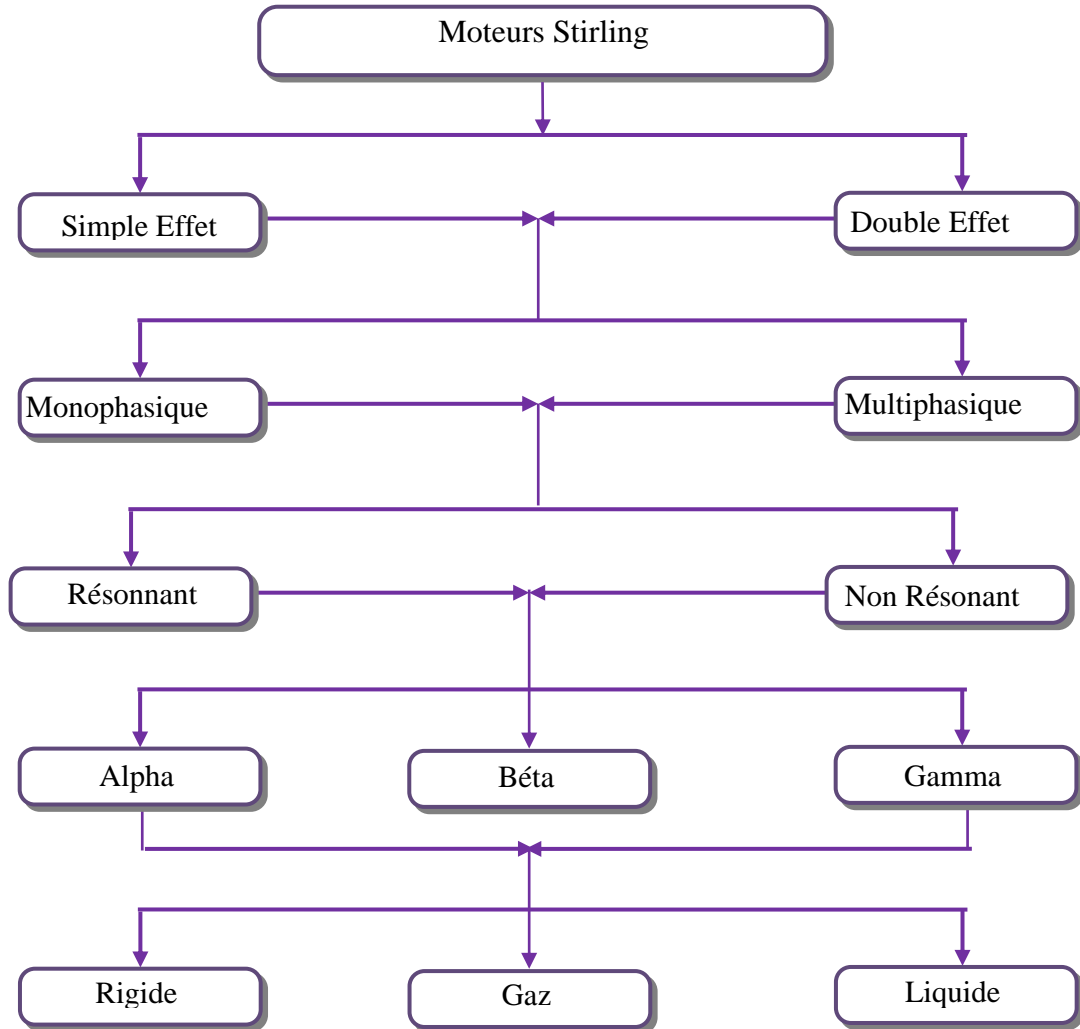 Moteurs Stirling
Simple Effet
Double Effet
Monophasique
Multiphasique
Résonnant
Non Résonant
Alpha
Béta
Gamma
Rigide
Gaz
Liquide